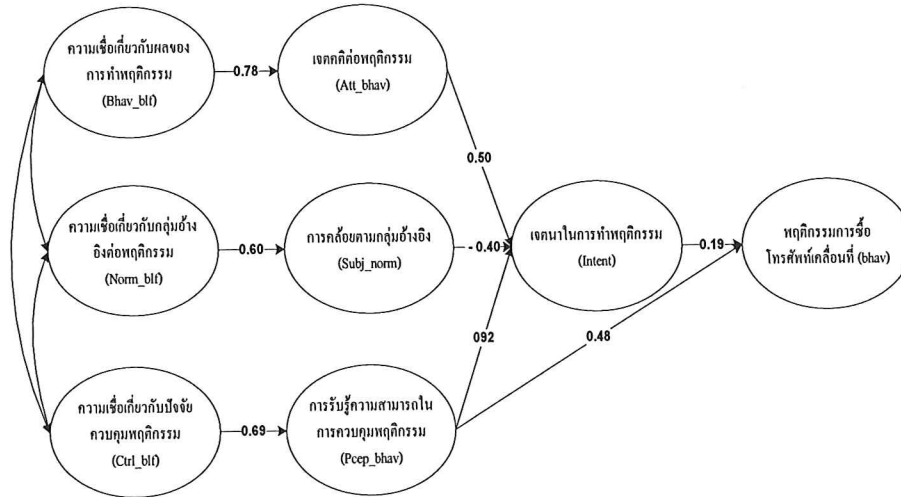 ความเชื่อเกี่ยวกับผลของ
การทำพฤติกรรม
(Bhav_blf)
0.78
เจตคติต่อพฤติกรรม
(Att_bhav)
0.50
ความเชื่อเกี่ยวกับกลุ่มอ้าง
อิงต่อพฤติกรรม
(Norm_blf)
0.60
การคล้อยตามกลุ่มอ้างอิง
(Subj_norm)
- 0.40
เจตนาในการทำพฤติกรรม
(Intent)
0.19
พฤติกรรมการซื้อ
โทรศัพท์เคลื่อนที่ (bhav)
092
0.48
ความเชื่อเกี่ยวกับปัจจัย
ควบคุมพฤติกรรม
(Ctrl_blf)
0.69
การรับรู้ความสามารถใน
การควบคุมพฤติกรรม
(Pcep_bhav)